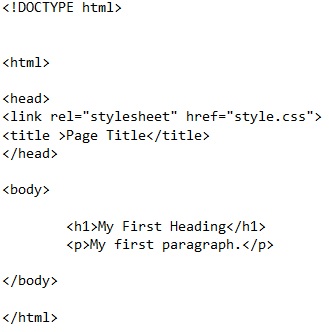 <!DOCTYPE html>
<html>
<head>
<link rel="stylesheet" href="style.css">
<title >Page Title</title>
</head>
<body>
<h1>My First Heading</h1>
<p>My first paragraph.</p>
</body>
</html>